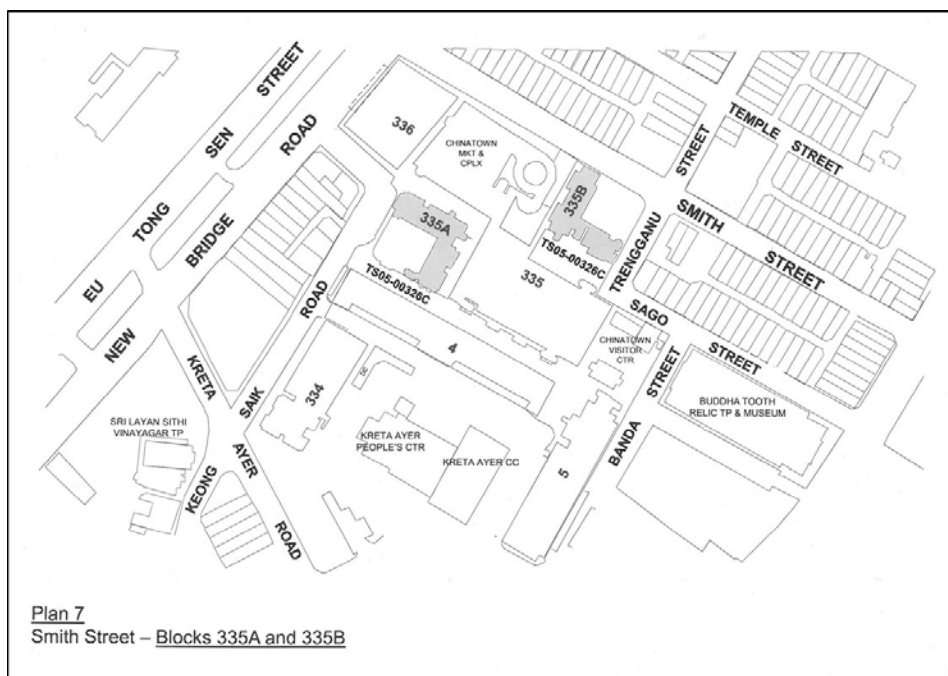 STREET
SEN
TONG
EU
ROAD
BRIDGE
NEW
336
CHINATOWN
MKT &
CPLX
335A
TS05-00326C
335B
TS05-00326C
335
TEMPLE STREET
SMITH STREET
TRENGGANU STREET
SAGO STREET
CHINATOWN
VISITOR
CTR
BANDA STREET
BUDDHA TOOTH
RELIC TP & MUSEUM
4
5
334
DC
SAIK
ROAD
KRETA
AYER
ROAD
KEONG
SRI LAYAN SITHI
VINAYAGAR TP
KRETA AYER
PEOPLE'S CTR
KRETA AYER CC
Plan 7
Smith Street – Blocks 335A and 335B